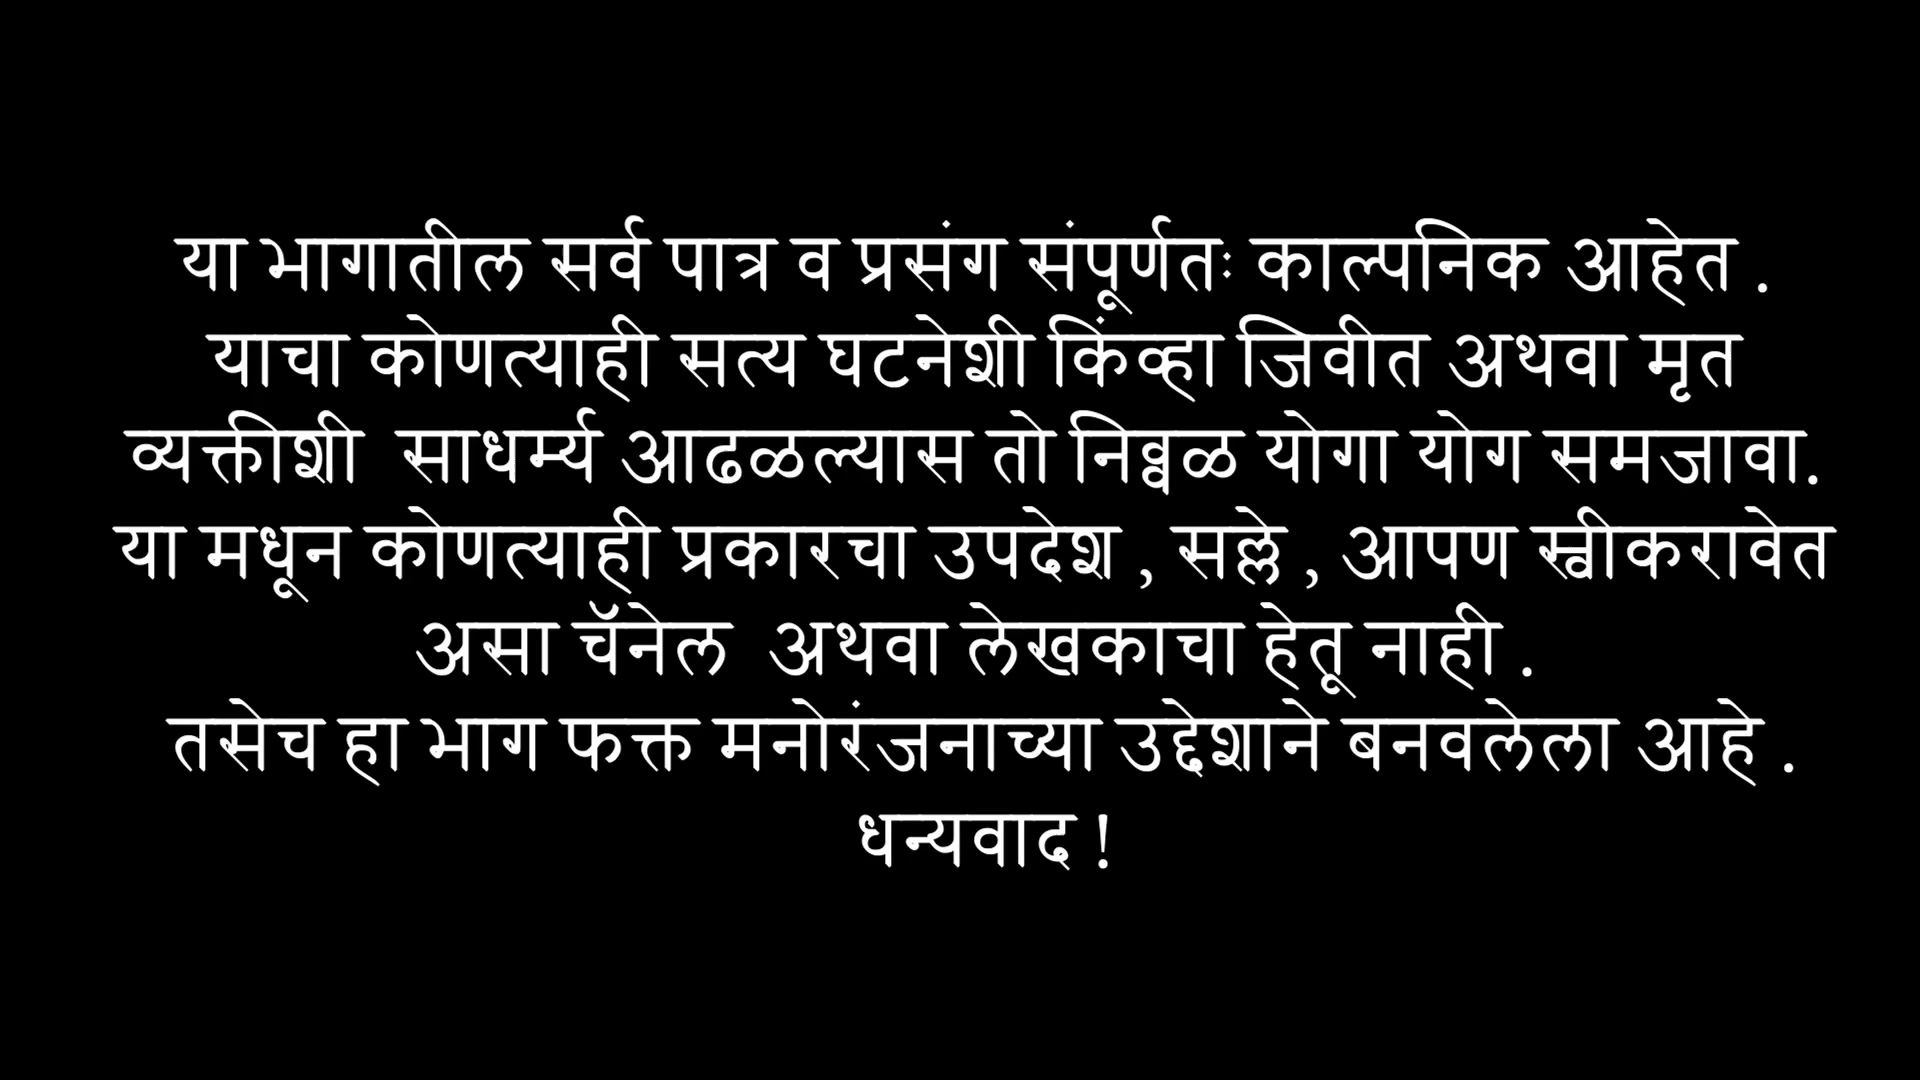 या भागातील सर्व पात्र व प्रसंग संपूर्णतः काल्पनिक आहेत .
याचा कोणत्याही सत्य घटनेशी किंव्हा जिवीत अथवा मृत
व्यक्तीशी  साधर्म्य आढळल्यास तो निव्वळ योगा योग समजावा.
या मधून कोणत्याही प्रकारचा उपदेश , सल्ले , आपण स्वीकरावेत
असा चॅनेल  अथवा लेखकाचा हेतू नाही .
तसेच हा भाग फक्त मनोरंजनाच्या उद्देशाने बनवलेला आहे .
धन्यवाद !